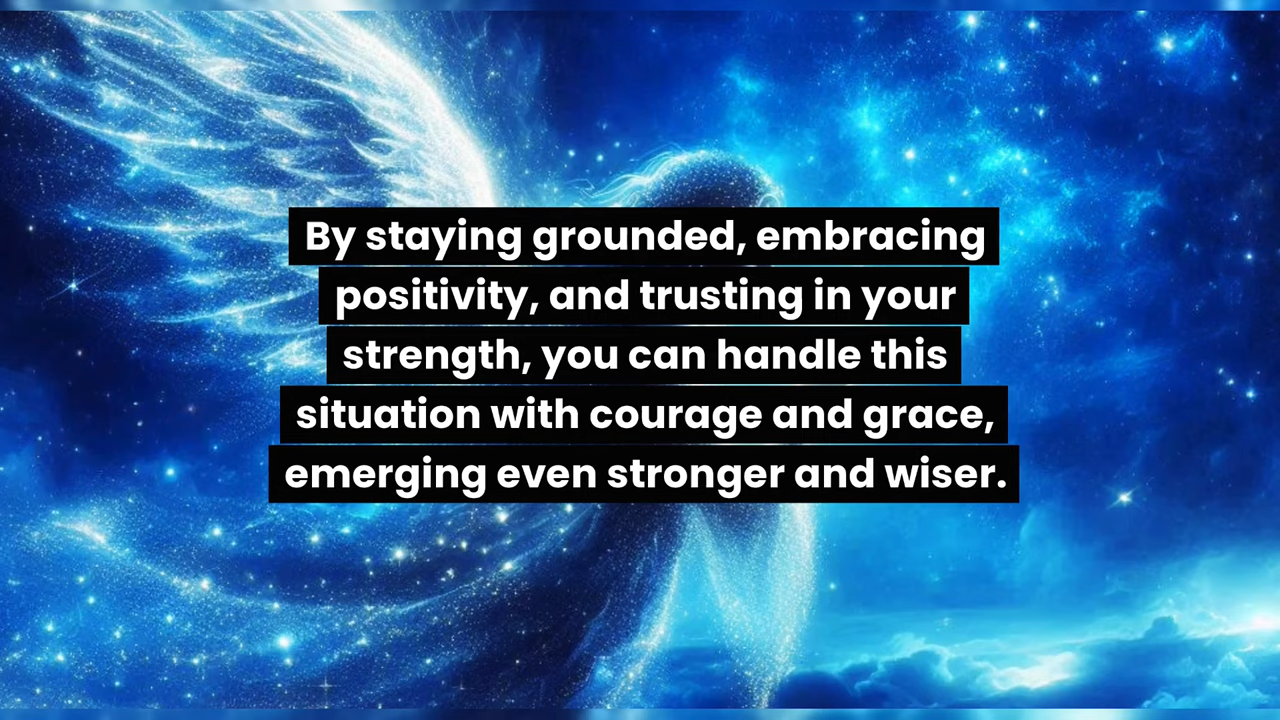 By staying grounded, embracing
positivity, and trusting in your
strength, you can handle this
situation with courage and grace,
emerging even stronger and wiser.